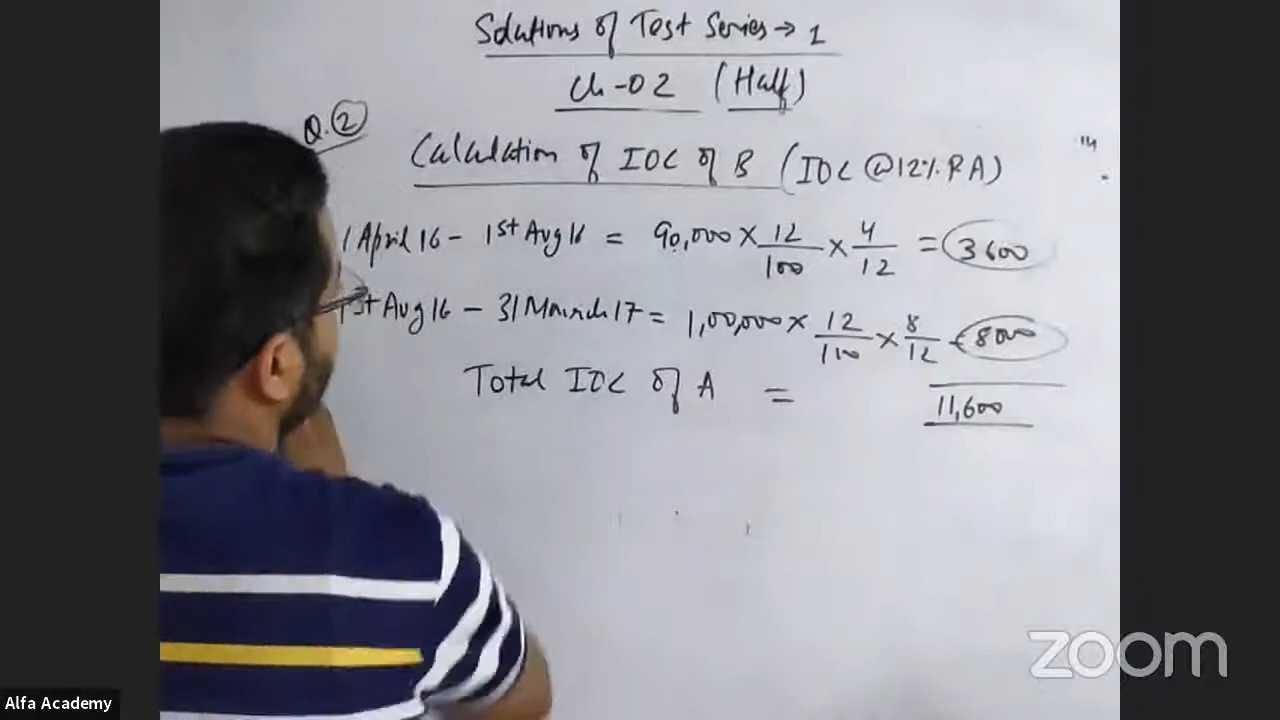 Solutions of Test Series → 1
Ch-02 (Half)
Q.2
Calculation of IOC of B (IOC @12% P.A)
1 April 16 - 1st Aug 16 = 90,000 × 12/100 × 4/12 = 3600
1st Aug 16 - 31 March 17 = 1,00,000 × 12/100 × 8/12 = 8000
Total IOC of A = 11,600
zoom
Alfa Academy